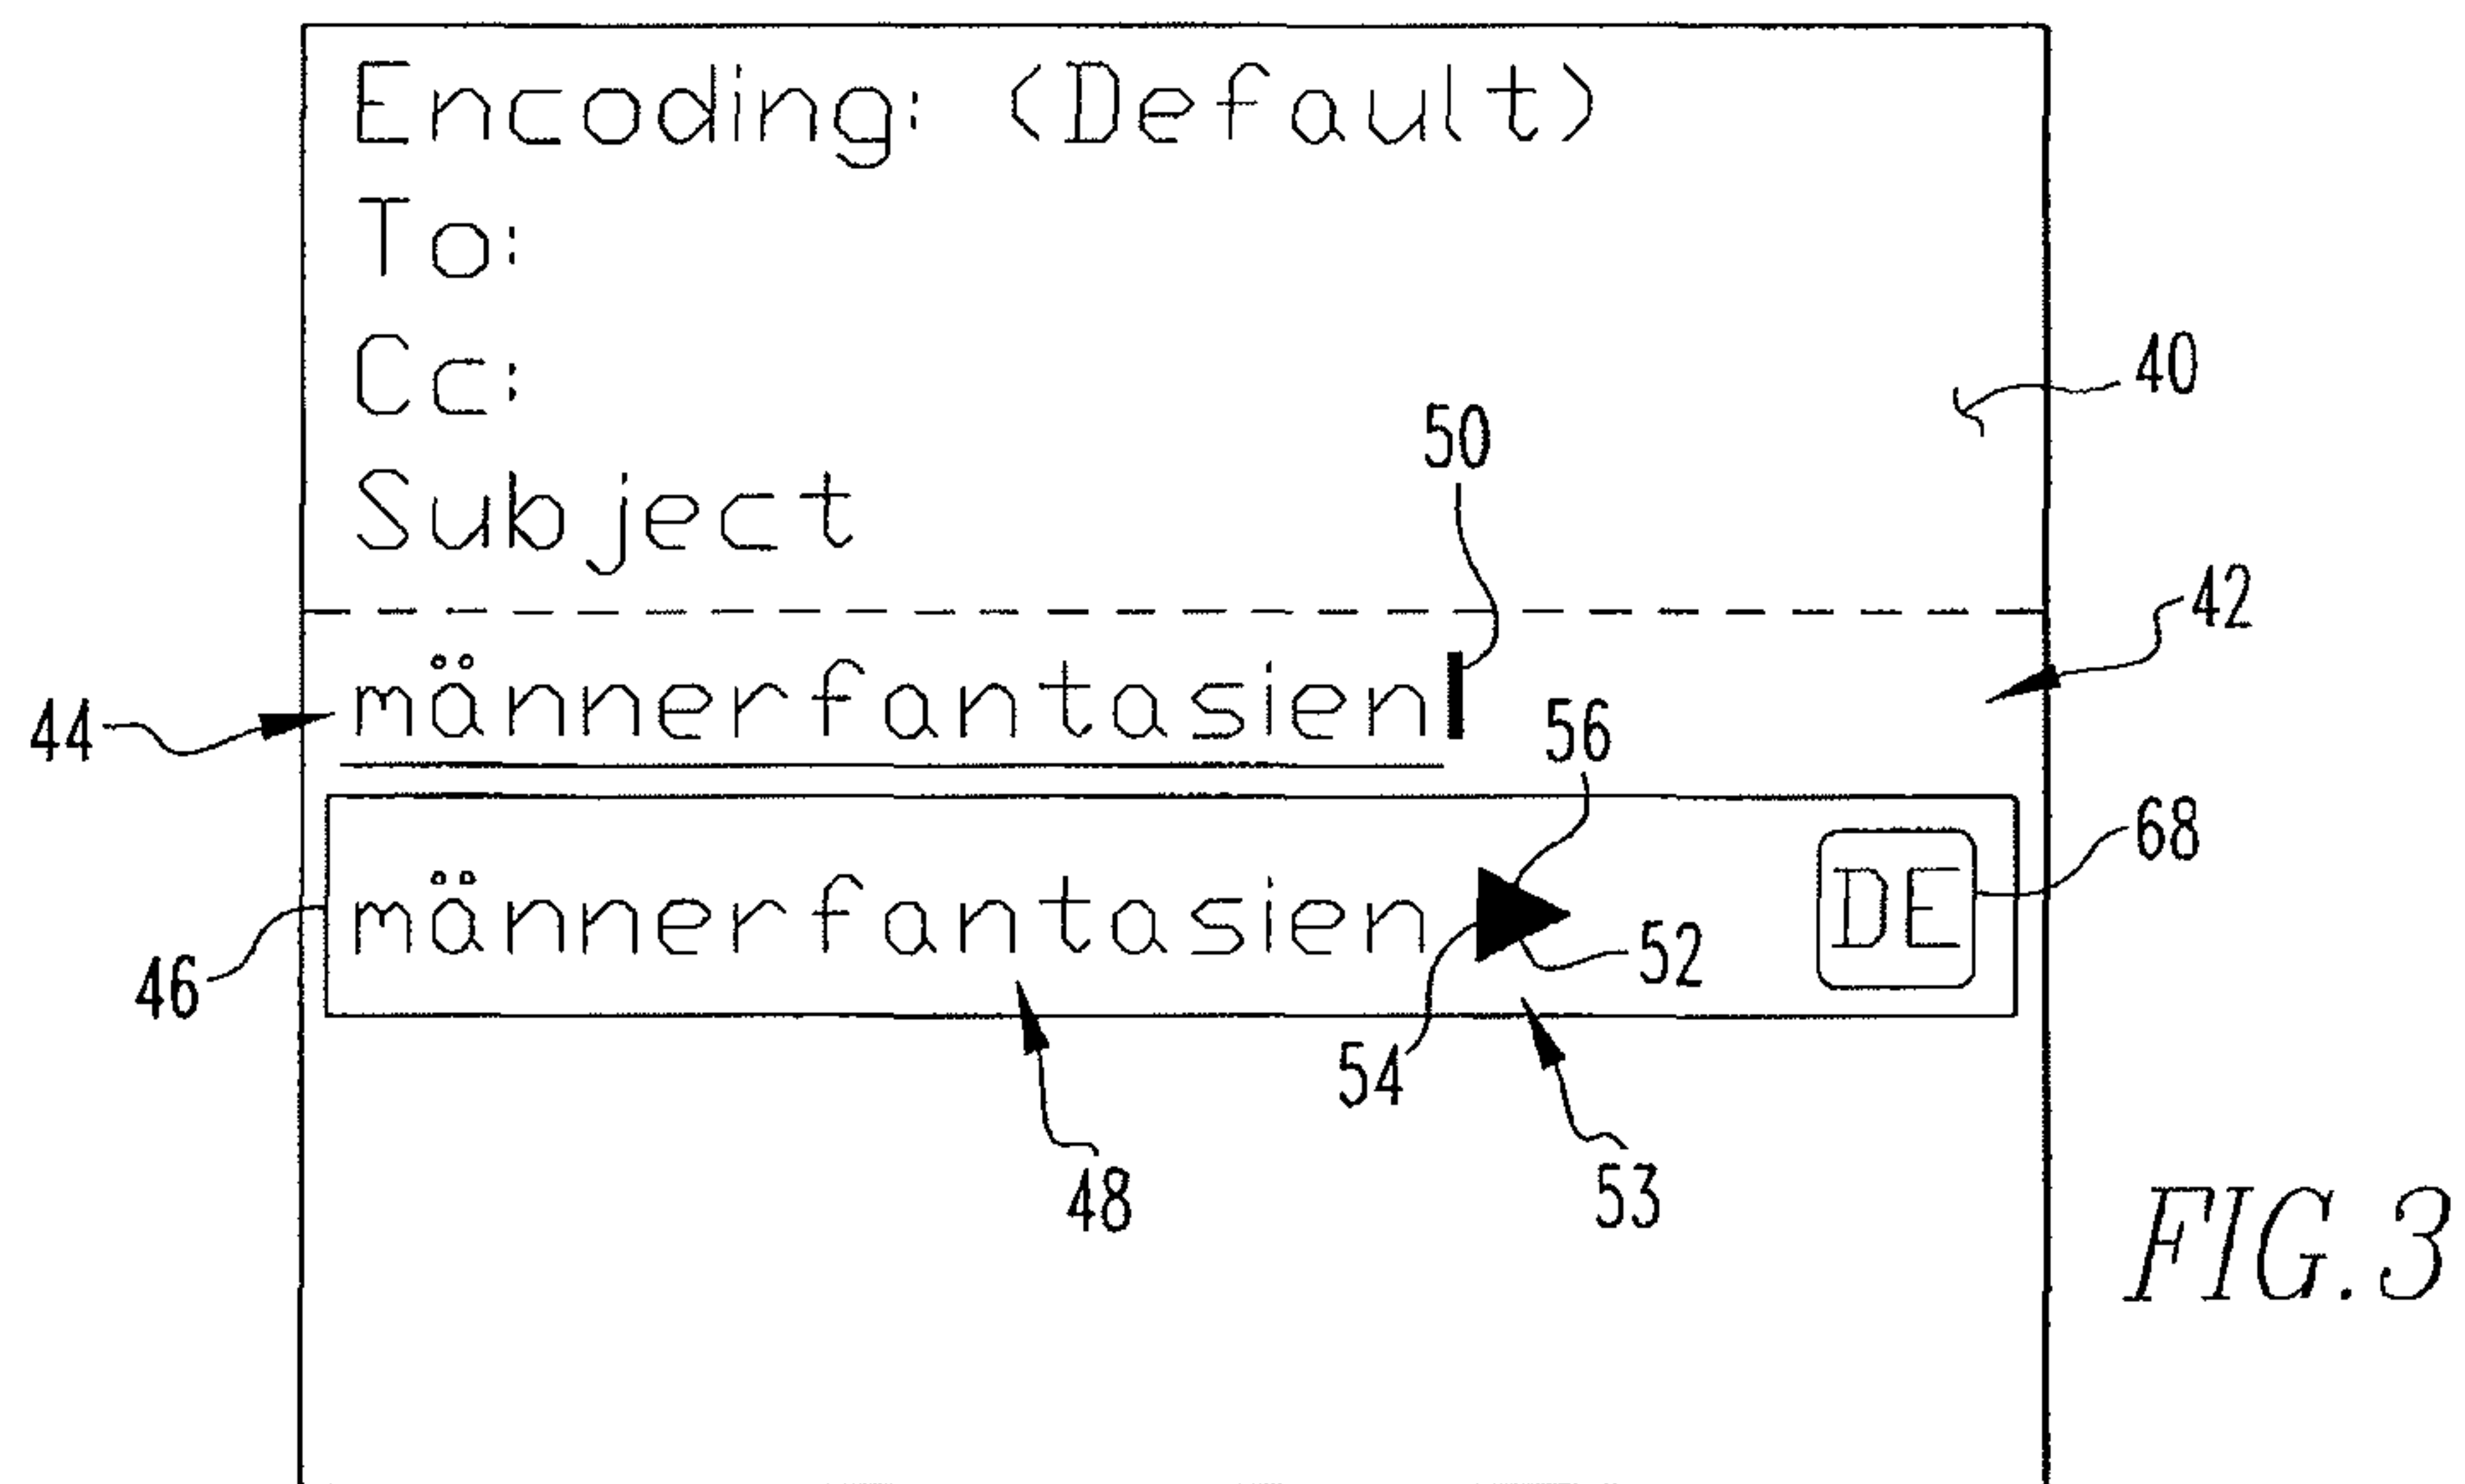 Encoding: (Default)
To:
Cc:
40
50
Subject
42
männerfantasien
44
56
68
männerfantasien DE
52
46
54
48
53
FIG. 3